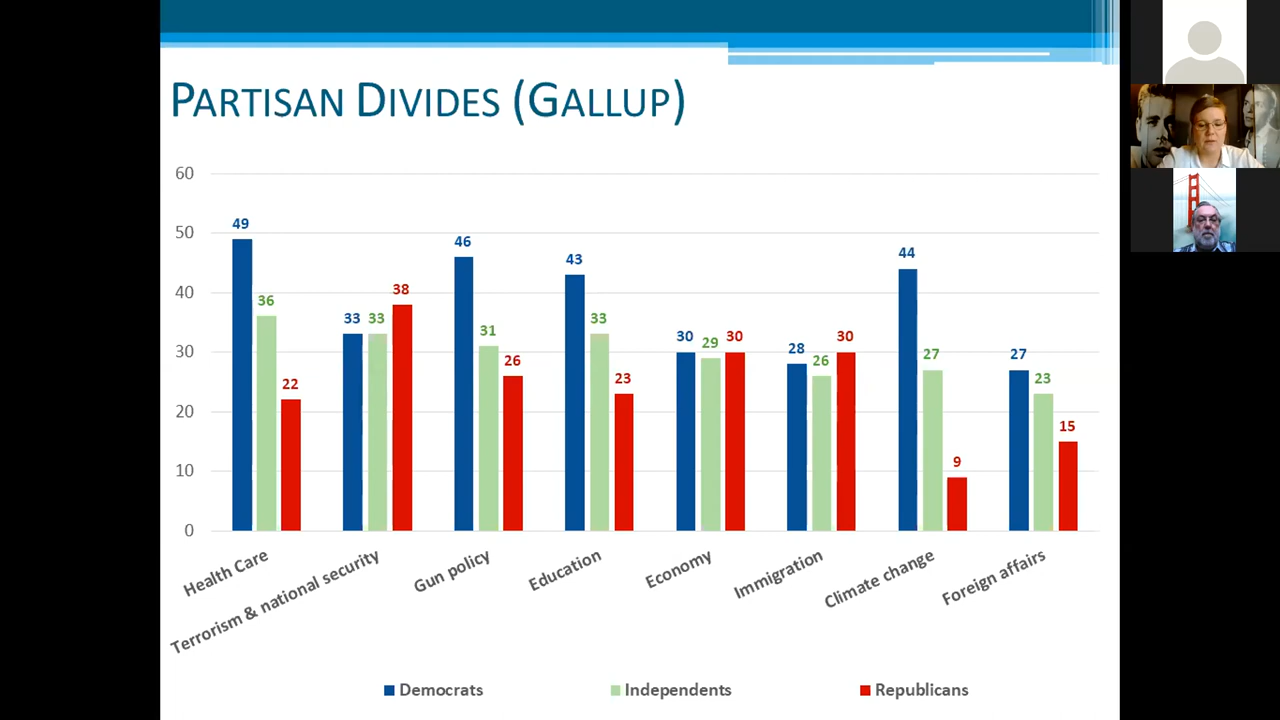 PARTISAN DIVIDES (GALLUP)
60
50
40
30
20
10
0
49 36 22
33 33 38
46 31 26
43 33 23
30 29 30
28 26 30
44 27 9
27 23 15
Health Care
Terrorism & national security
Gun policy
Education
Economy
Immigration
Climate change
Foreign affairs
Democrats Independents Republicans